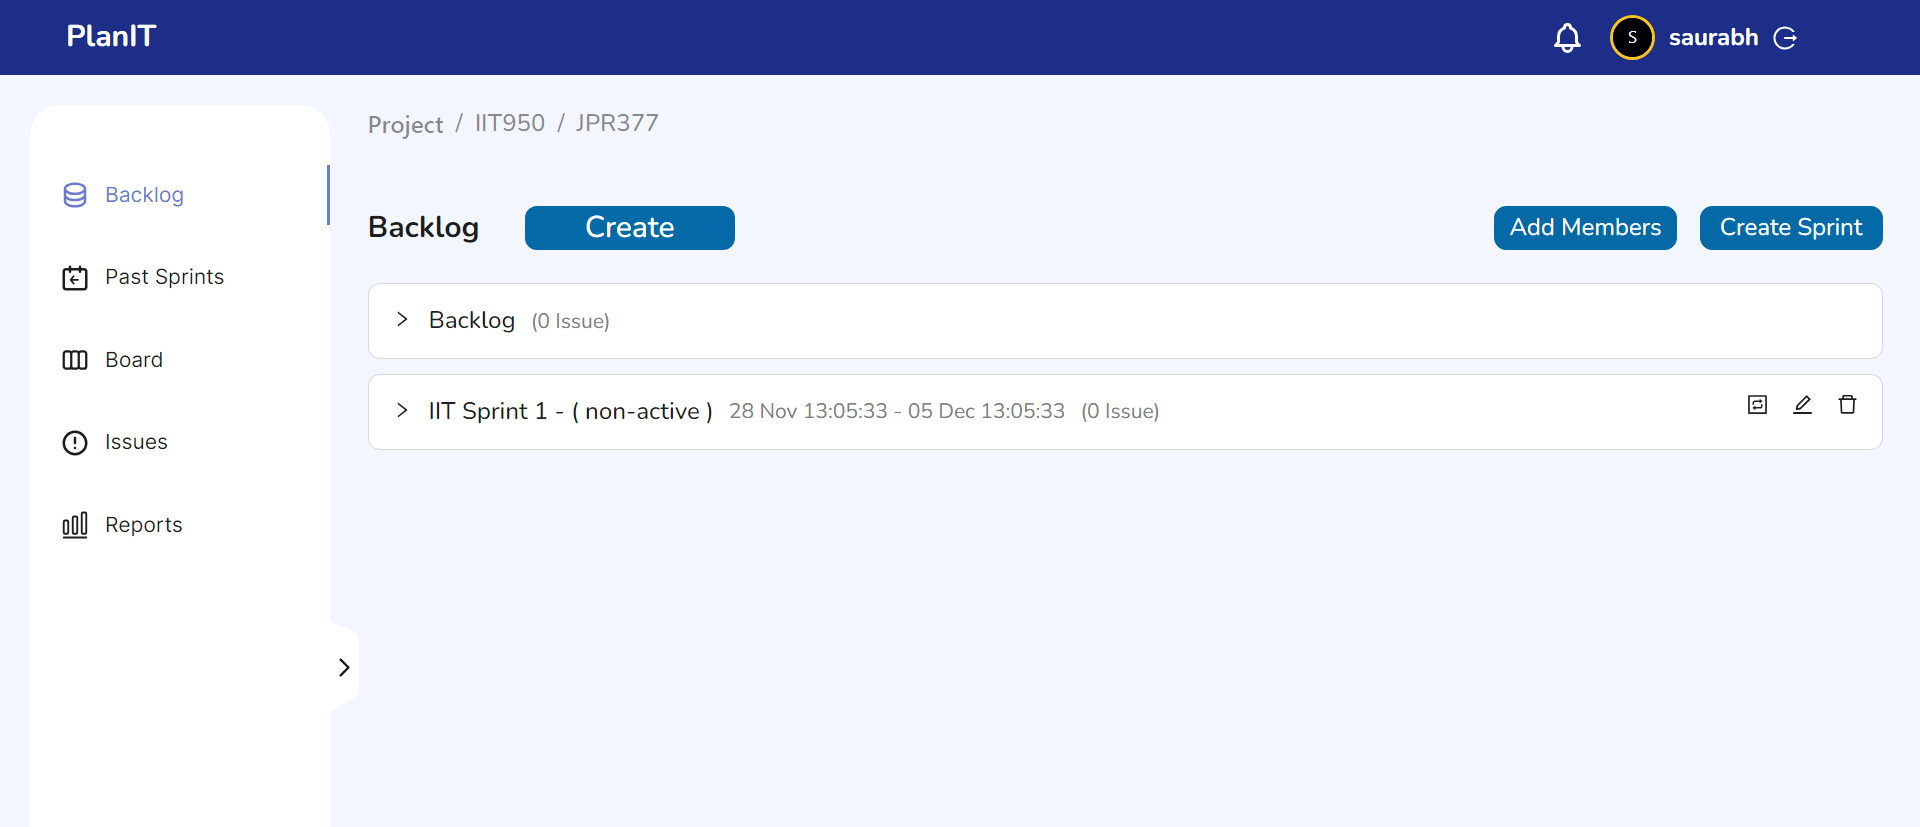 PlanIT
S saurabh
Project / IIT950 / JPR377
Backlog
Past Sprints
Board
Issues
Reports
Backlog Create Add Members Create Sprint
Backlog (0 Issue)
IIT Sprint 1 - ( non-active ) 28 Nov 13:05:33 - 05 Dec 13:05:33 (0 Issue)